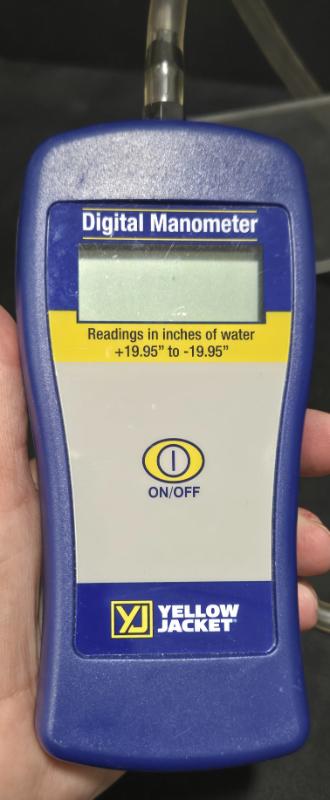 Digital Manometer
Readings in inches of water
+19.95" to -19.95"
ON/OFF
YJ YELLOW
JACKET®